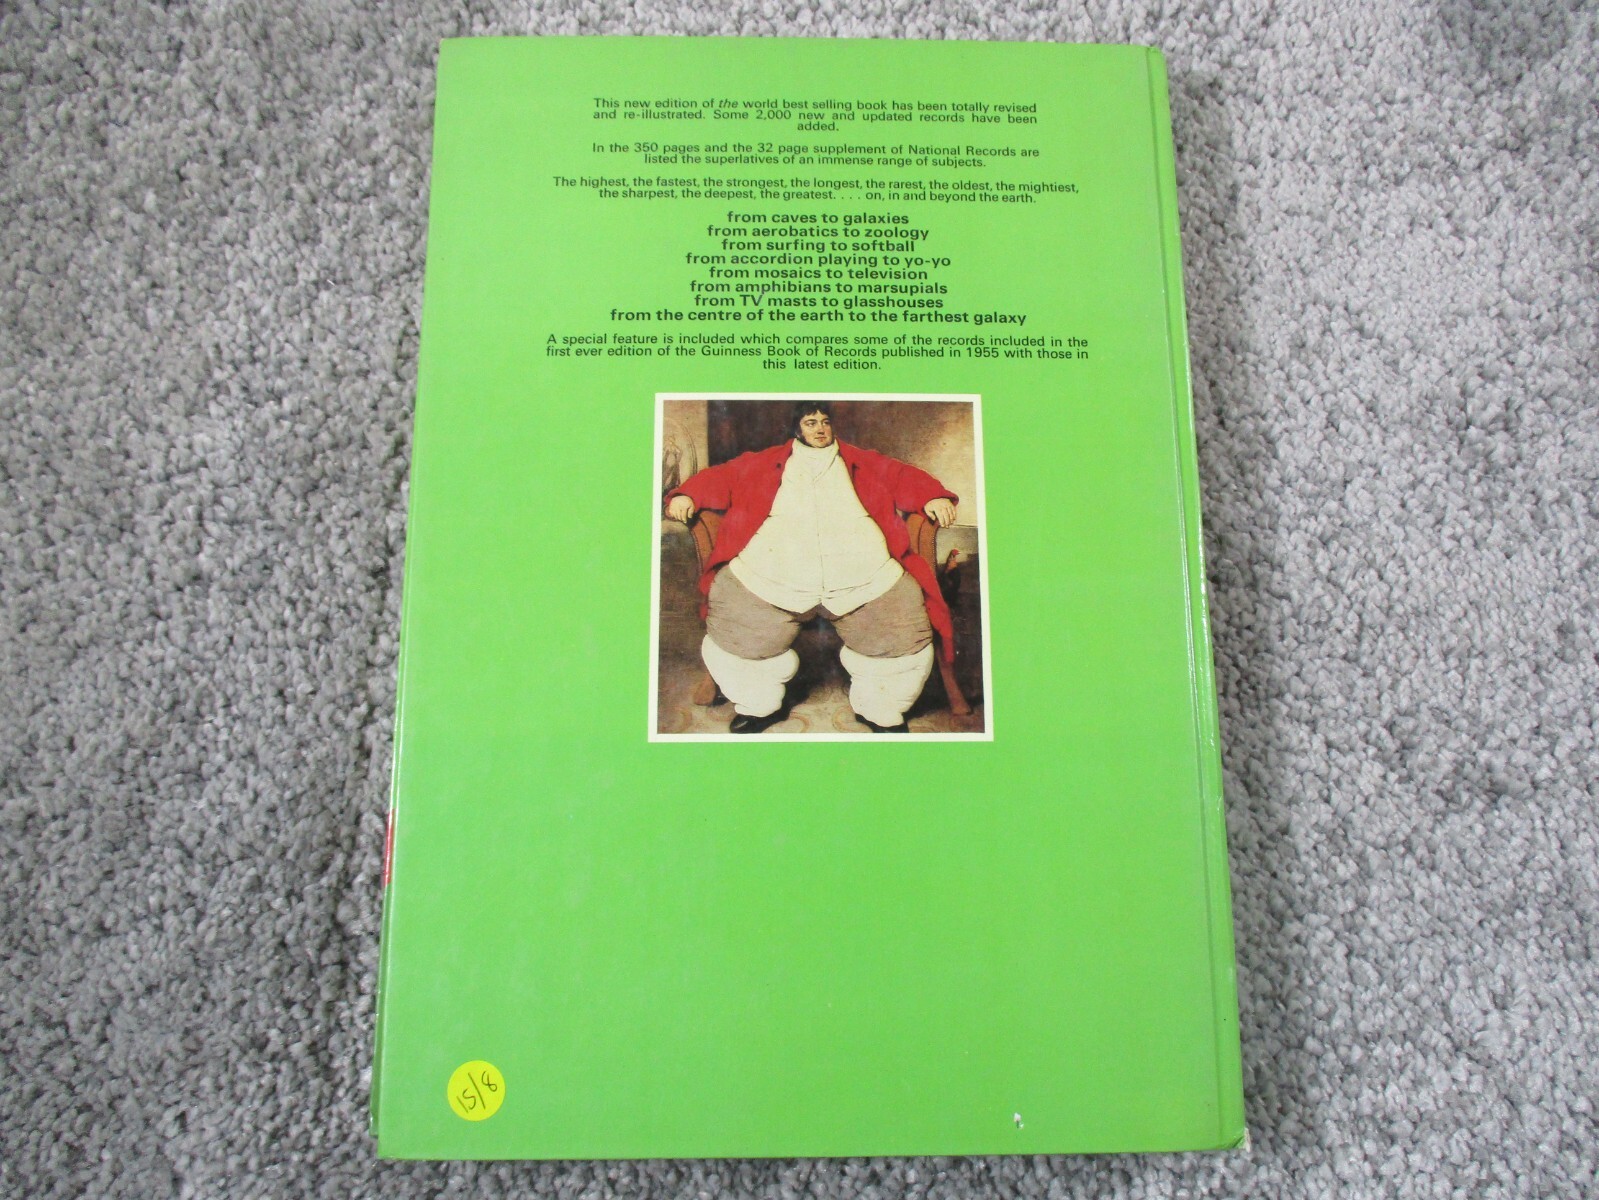 This new edition of the world best selling book has been totally revised
and re-illustrated. Some 2,000 new and updated records have been
added.
In the 350 pages and the 32 page supplement of National Records are
listed the superlatives of an immense range of subjects.
The highest, the fastest, the strongest, the longest, the rarest, the oldest, the mightiest,
the sharpest, the deepest, the greatest. . . . on, in and beyond the earth.
from caves to galaxies
from aerobatics to zoology
from surfing to softball
from accordion playing to yo-yo
from mosaics to television
from amphibians to marsupials
from TV masts to glasshouses
from the centre of the earth to the farthest galaxy
A special feature is included which compares some of the records included in the
first ever edition of the Guinness Book of Records published in 1955 with those in
this latest edition.
15/8